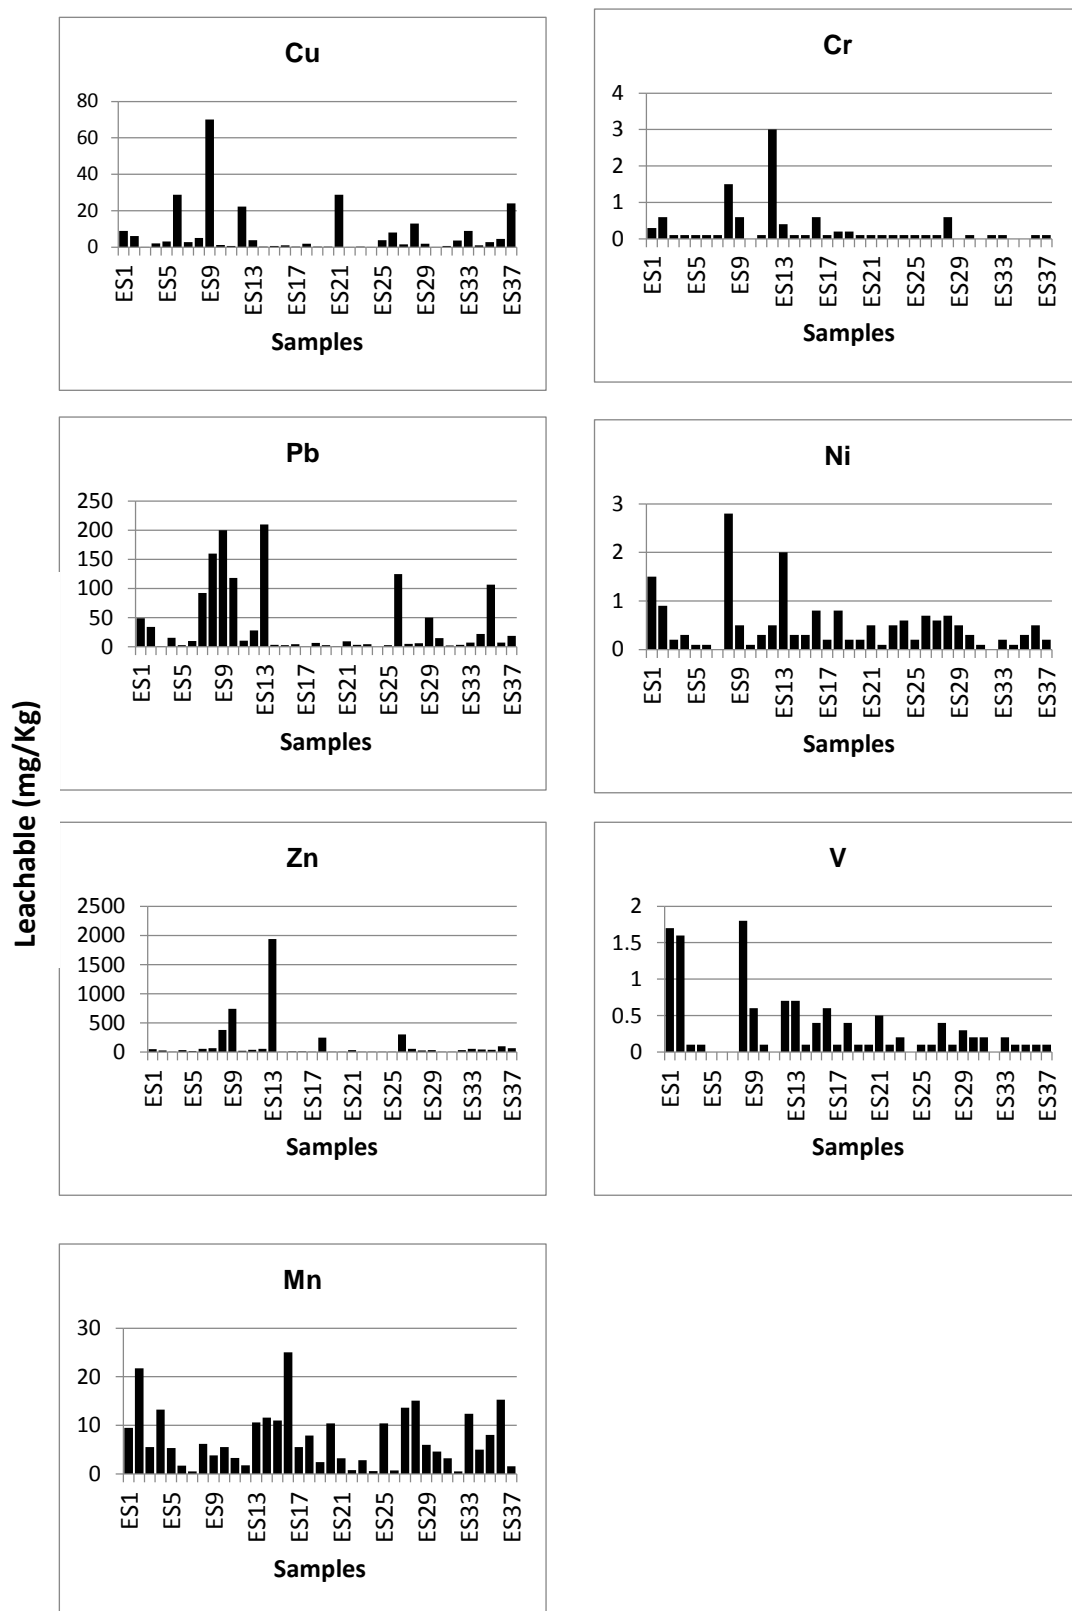 Leachable (mg/Kg)
Cu
80
60
40
20
0
ES1 ES5 ES9 ES13 ES17 ES21 ES25 ES29 ES33 ES37
Samples
Cr
4
3
2
1
0
ES1 ES5 ES9 ES13 ES17 ES21 ES25 ES29 ES33 ES37
Samples
Pb
250
200
150
100
50
0
ES1 ES5 ES9 ES13 ES17 ES21 ES25 ES29 ES33 ES37
Samples
Ni
3
2
1
0
ES1 ES5 ES9 ES13 ES17 ES21 ES25 ES29 ES33 ES37
Samples
Zn
2500
2000
1500
1000
500
0
ES1 ES5 ES9 ES13 ES17 ES21 ES25 ES29 ES33 ES37
Samples
V
2
1.5
1
0.5
0
ES1 ES5 ES9 ES13 ES17 ES21 ES25 ES29 ES33 ES37
Samples
Mn
30
20
10
0
ES1 ES5 ES9 ES13 ES17 ES21 ES25 ES29 ES33 ES37
Samples